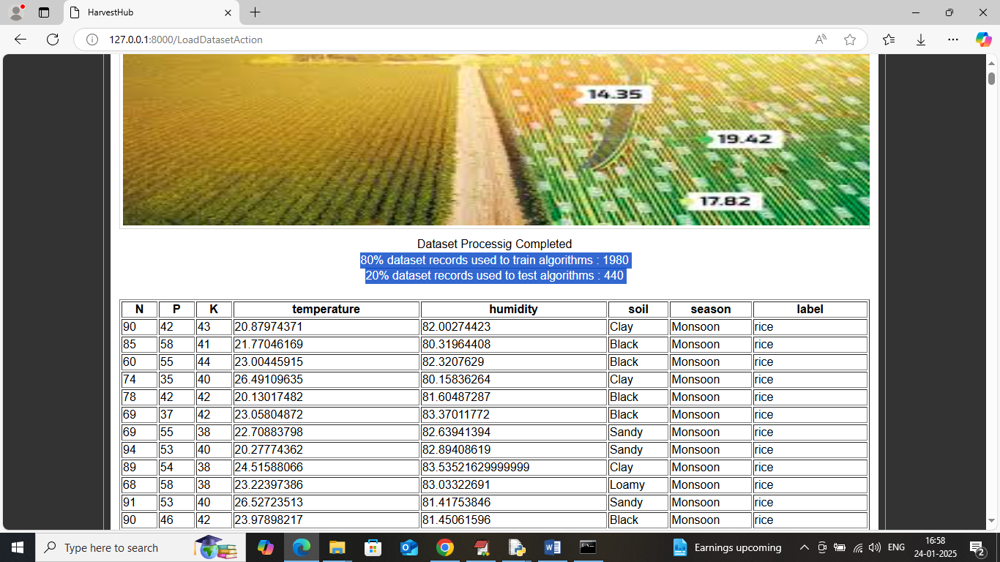 HarvestHub
127.0.0.1:8000/LoadDatasetAction
14.35
19.42
17.82
Dataset Processig Completed
80% dataset records used to train algorithms : 1980
20% dataset records used to test algorithms : 440
N P K temperature humidity soil season label
90 42 43 20.87974371 82.00274423 Clay Monsoon rice
85 58 41 21.77046169 80.31964408 Black Monsoon rice
60 55 44 23.00445915 82.3207629 Black Monsoon rice
74 35 40 26.49109635 80.15836264 Clay Monsoon rice
78 42 42 20.13017482 81.60487287 Black Monsoon rice
69 37 42 23.05804872 83.37011772 Black Monsoon rice
69 55 38 22.70883798 82.63941394 Sandy Monsoon rice
94 53 40 20.27774362 82.89408619 Sandy Monsoon rice
89 54 38 24.51588066 83.53521629999999 Clay Monsoon rice
68 58 38 23.22397386 83.03322691 Loamy Monsoon rice
91 53 40 26.52723513 81.41753846 Sandy Monsoon rice
90 46 42 23.97898217 81.45061596 Black Monsoon rice
Type here to search
Earnings upcoming
ENG
16:58
24-01-2025
2